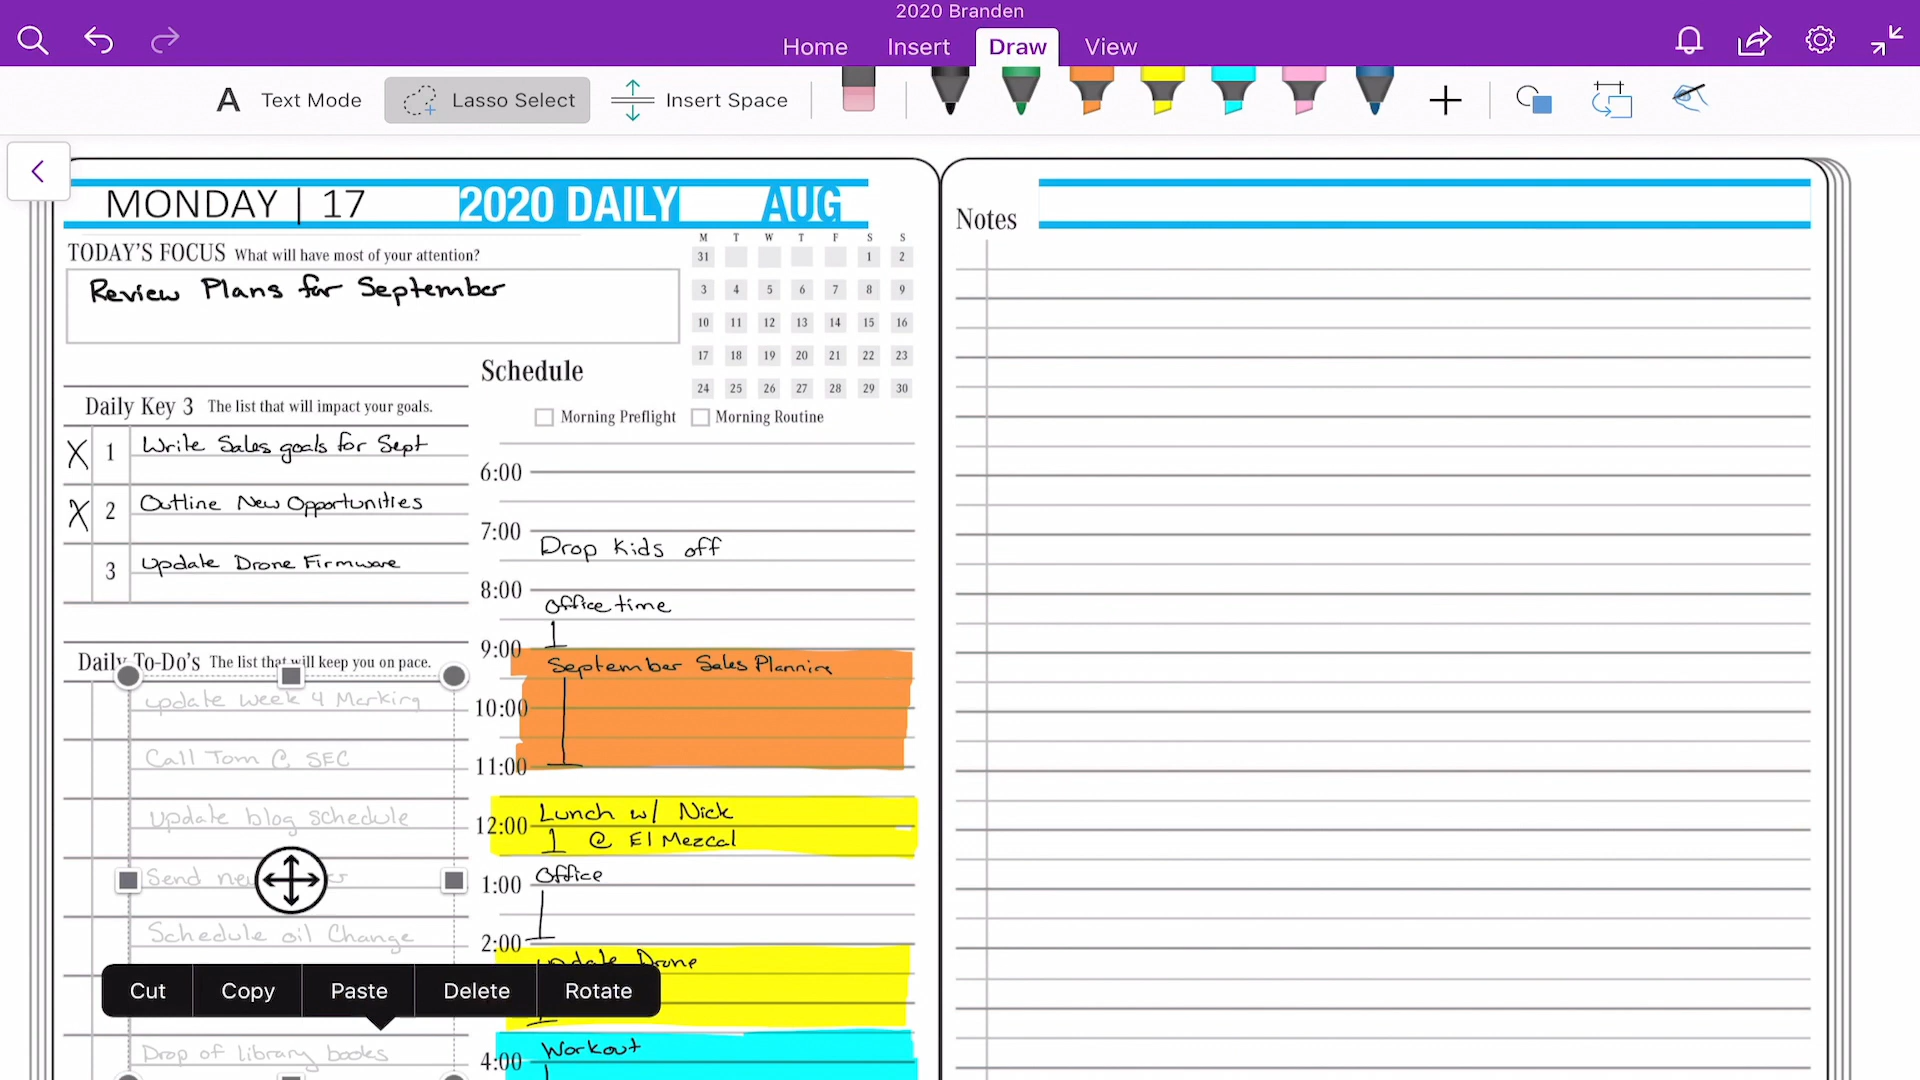 2020 Branden
Home Insert Draw View
Text Mode Lasso Select Insert Space
MONDAY | 17 2020 DAILY AUG
TODAY'S FOCUS What will have most of your attention?
Review Plans for September
M T W T F S S
31 1 2
3 4 5 6 7 8 9
10 11 12 13 14 15 16
17 18 19 20 21 22 23
24 25 26 27 28 29 30
Daily Key 3 The list that will impact your goals.
X 1 Write Sales goals for Sept
X 2 Outline New Opportunities
3 Update Drone Firmware
Daily To-Do's The list that will keep you on pace.
update week 4 Marking
Call Tom @ SEC
update blog schedule
Send
Schedule oil Change
Cut Copy Paste Delete Rotate
Drop of library books
Schedule
Morning Preflight Morning Routine
6:00
7:00
Drop kids off
8:00
Office time
9:00
September Sales Planning
10:00
11:00
Lunch w/ Nick
12:00
@ El Mezcal
Office
1:00
2:00
update Drone
Workout
4:00
Notes